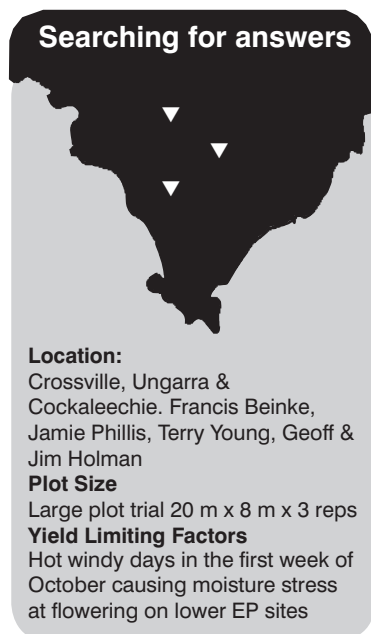 Searching for answers
Location:
Crossville, Ungarra &
Cockaleechie. Francis Beinke,
Jamie Phillis, Terry Young, Geoff &
Jim Holman
Plot Size
Large plot trial 20 m x 8 m x 3 reps
Yield Limiting Factors
Hot windy days in the first week of
October causing moisture stress
at flowering on lower EP sites